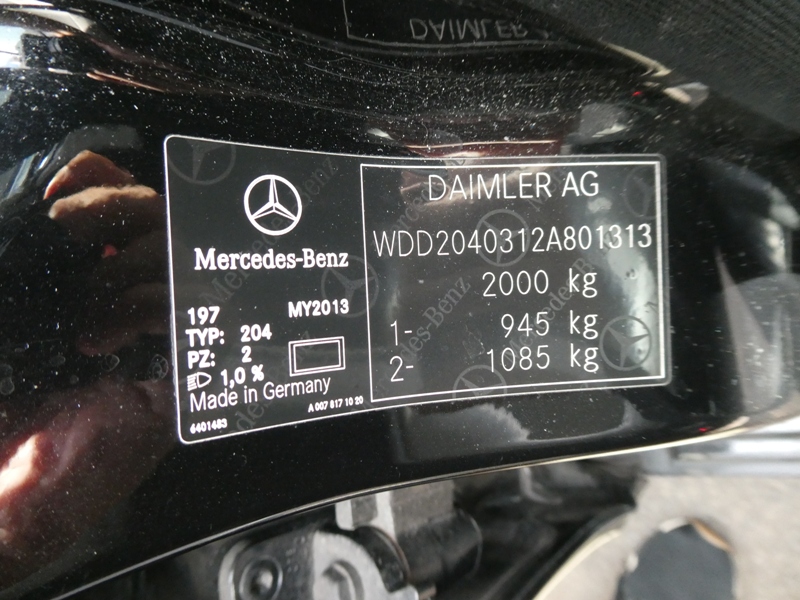 Mercedes-Benz
197 MY2013
TYP: 204
PZ: 2
1,0 %
Made in Germany
6401483 A 007 817 10 20
DAIMLER AG
WDD2040312A801313
2000 kg
1- 945 kg
2- 1085 kg